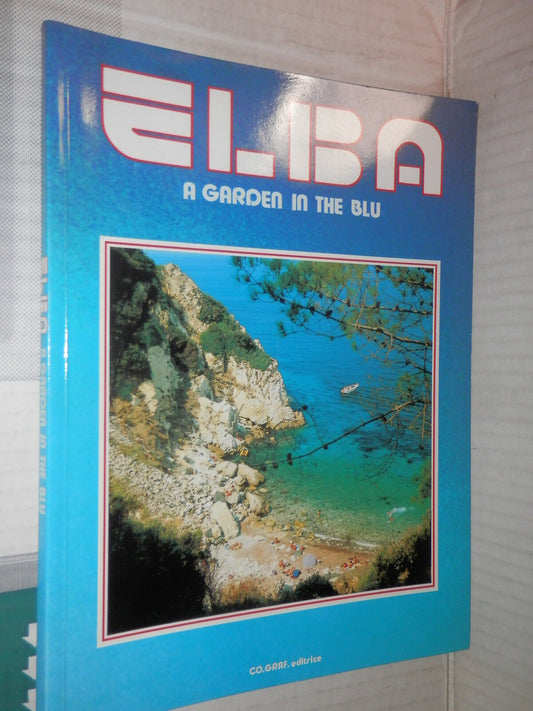 ELBA
A GARDEN IN THE BLU
CO.GRAF. editrice
ELBA A GARDEN IN THE BLU